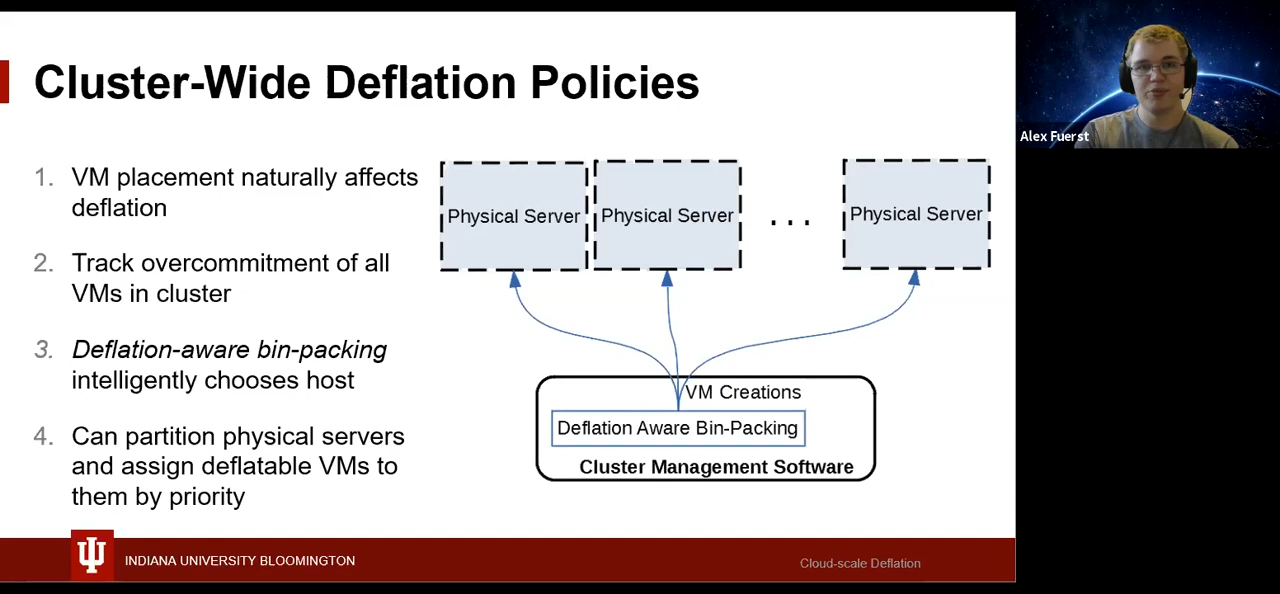 Cluster-Wide Deflation Policies
1. VM placement naturally affects
deflation
2. Track overcommitment of all
VMs in cluster
3. Deflation-aware bin-packing
intelligently chooses host
4. Can partition physical servers
and assign deflatable VMs to
them by priority
Physical Server
Physical Server
...
Physical Server
VM Creations
Deflation Aware Bin-Packing
Cluster Management Software
INDIANA UNIVERSITY BLOOMINGTON
Cloud-scale Deflation
Alex Fuerst